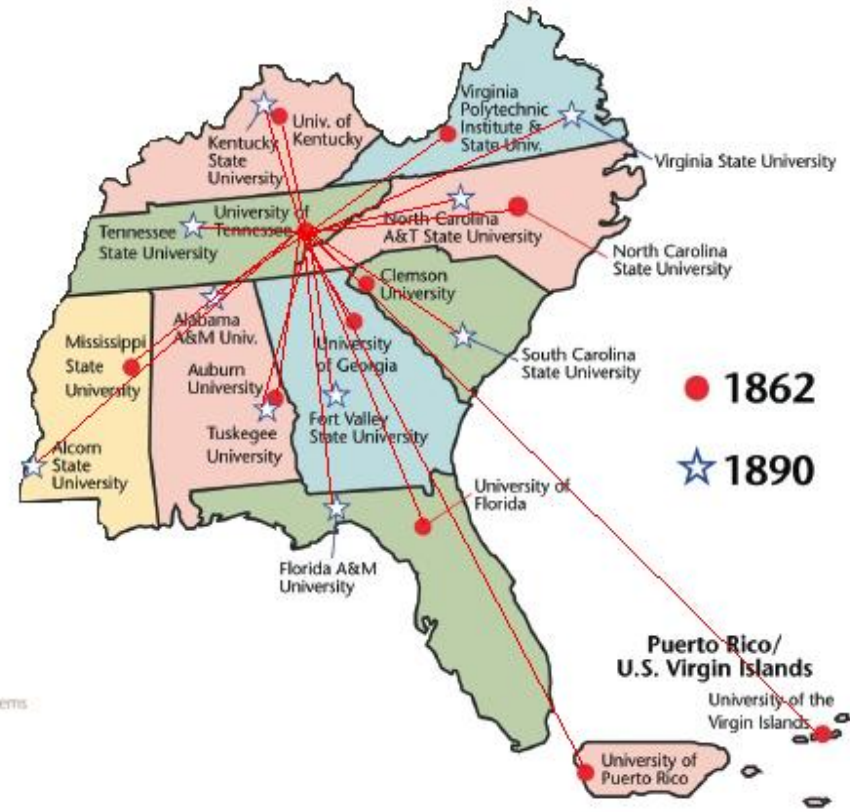 Univ. of
Kentucky
Kentucky
State
University
Virginia
Polytechnic
Institute &
State Univ.
Virginia State University
University of
Tennessee
Tennessee
State University
North Carolina
A&T State University
North Carolina
State University
Clemson
University
Alabama
A&M Univ.
Mississippi
State
University
University
of Georgia
Auburn
University
South Carolina
State University
Fort Valley
State University
Tuskegee
University
Alcorn
State
University
University of
Florida
Florida A&M
University
1862
1890
Puerto Rico/
U.S. Virgin Islands
University of the
Virgin Islands
University of
Puerto Rico
ems